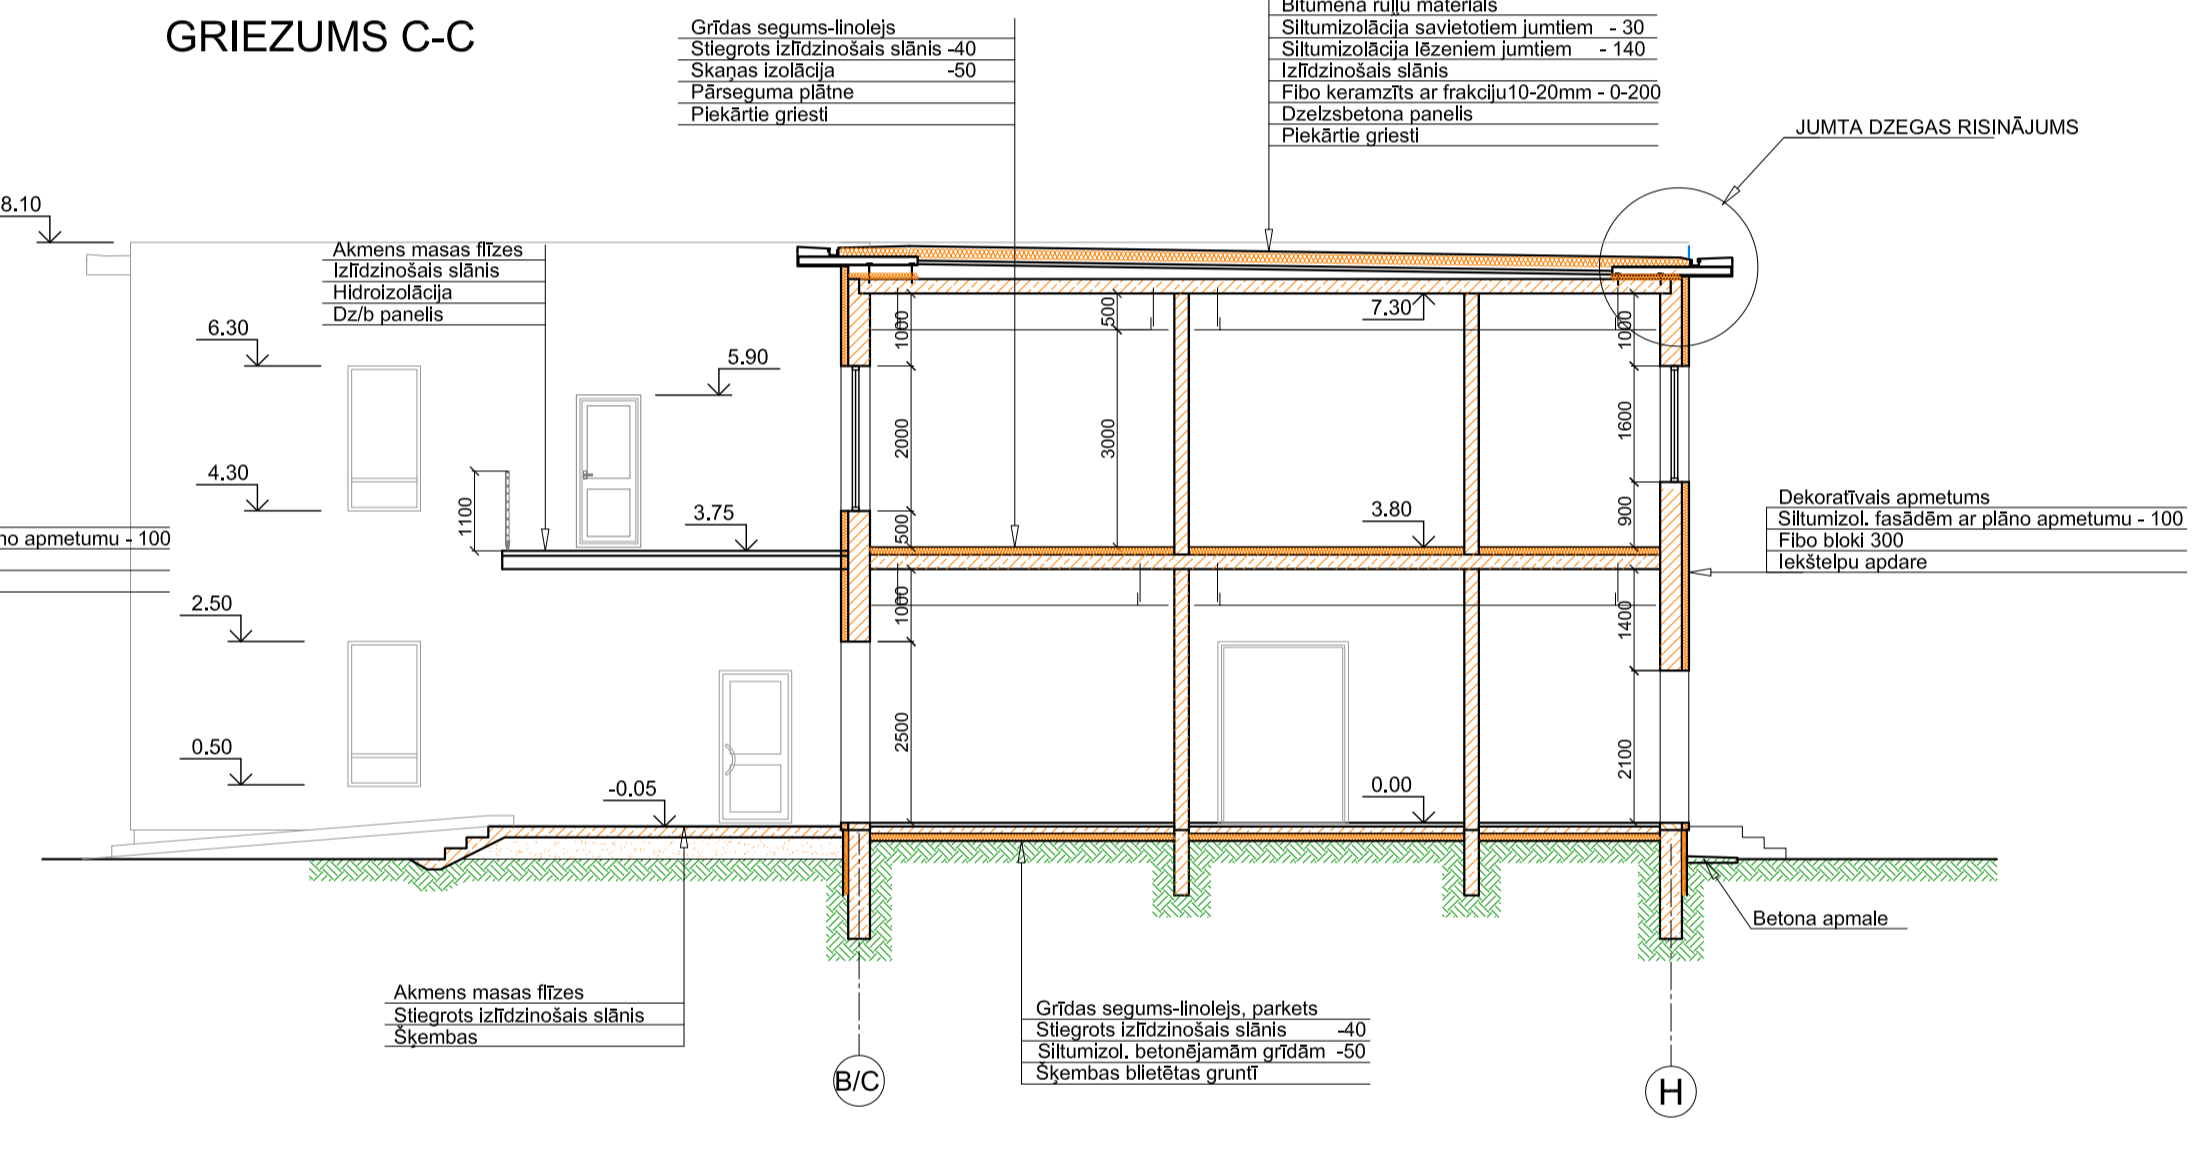 GRIEZUMS C-C
Grīdas segums-linolejs
Stiegrots izlīdzinošais slānis -40
Skaņas izolācija -50
Pārseguma plātne
Piekārtie griesti
Bitumena ruļļu materiāls
Siltumizolācija savietotiem jumtiem - 30
Siltumizolācija lēzeniem jumtiem - 140
Izlīdzinošais slānis
Fibo keramzīts ar frakciju10-20mm - 0-200
Dzelzsbetona panelis
Piekārtie griesti
JUMTA DZEGAS RISINĀJUMS
8.10
Akmens masas flīzes
Izlīdzinošais slānis
Hidroizolācija
Dz/b panelis
6.30
5.90
4.30
3.75
1100
2.50
0.50
-0.05
no apmetumu - 100
1000
2000
500
1000
2500
500
3000
7.30
3.80
0.00
1000
1600
900
1400
2100
Dekoratīvais apmetums
Siltumizol. fasādēm ar plāno apmetumu - 100
Fibo bloki 300
Iekštelpu apdare
Betona apmale
Akmens masas flīzes
Stiegrots izlīdzinošais slānis
Šķembas
Grīdas segums-linolejs, parkets
Stiegrots izlīdzinošais slānis -40
Siltumizol. betonējamām grīdām -50
Šķembas blietētas gruntī
B/C
H